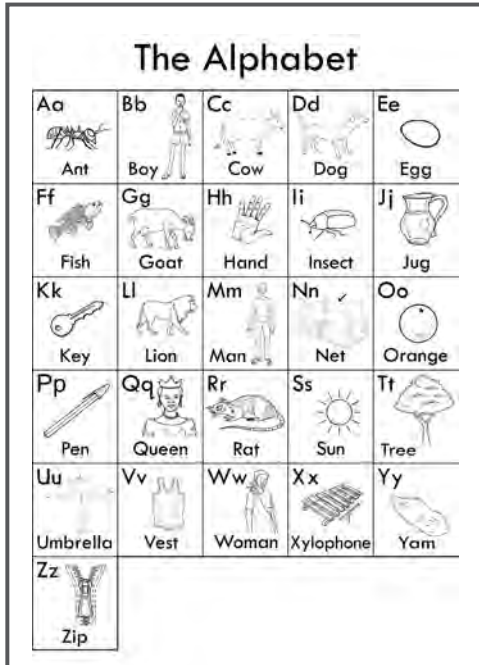 The Alphabet
Aa Bb Cc Dd Ee
Ant Boy Cow Dog Egg
Ff Gg Hh Ii Jj
Fish Goat Hand Insect Jug
Kk Ll Mm Nn Oo
Key Lion Man Net Orange
Pp Qq Rr Ss Tt
Pen Queen Rat Sun Tree
Uu Vv Ww Xx Yy
Umbrella Vest Woman Xylophone Yam
Zz
Zip